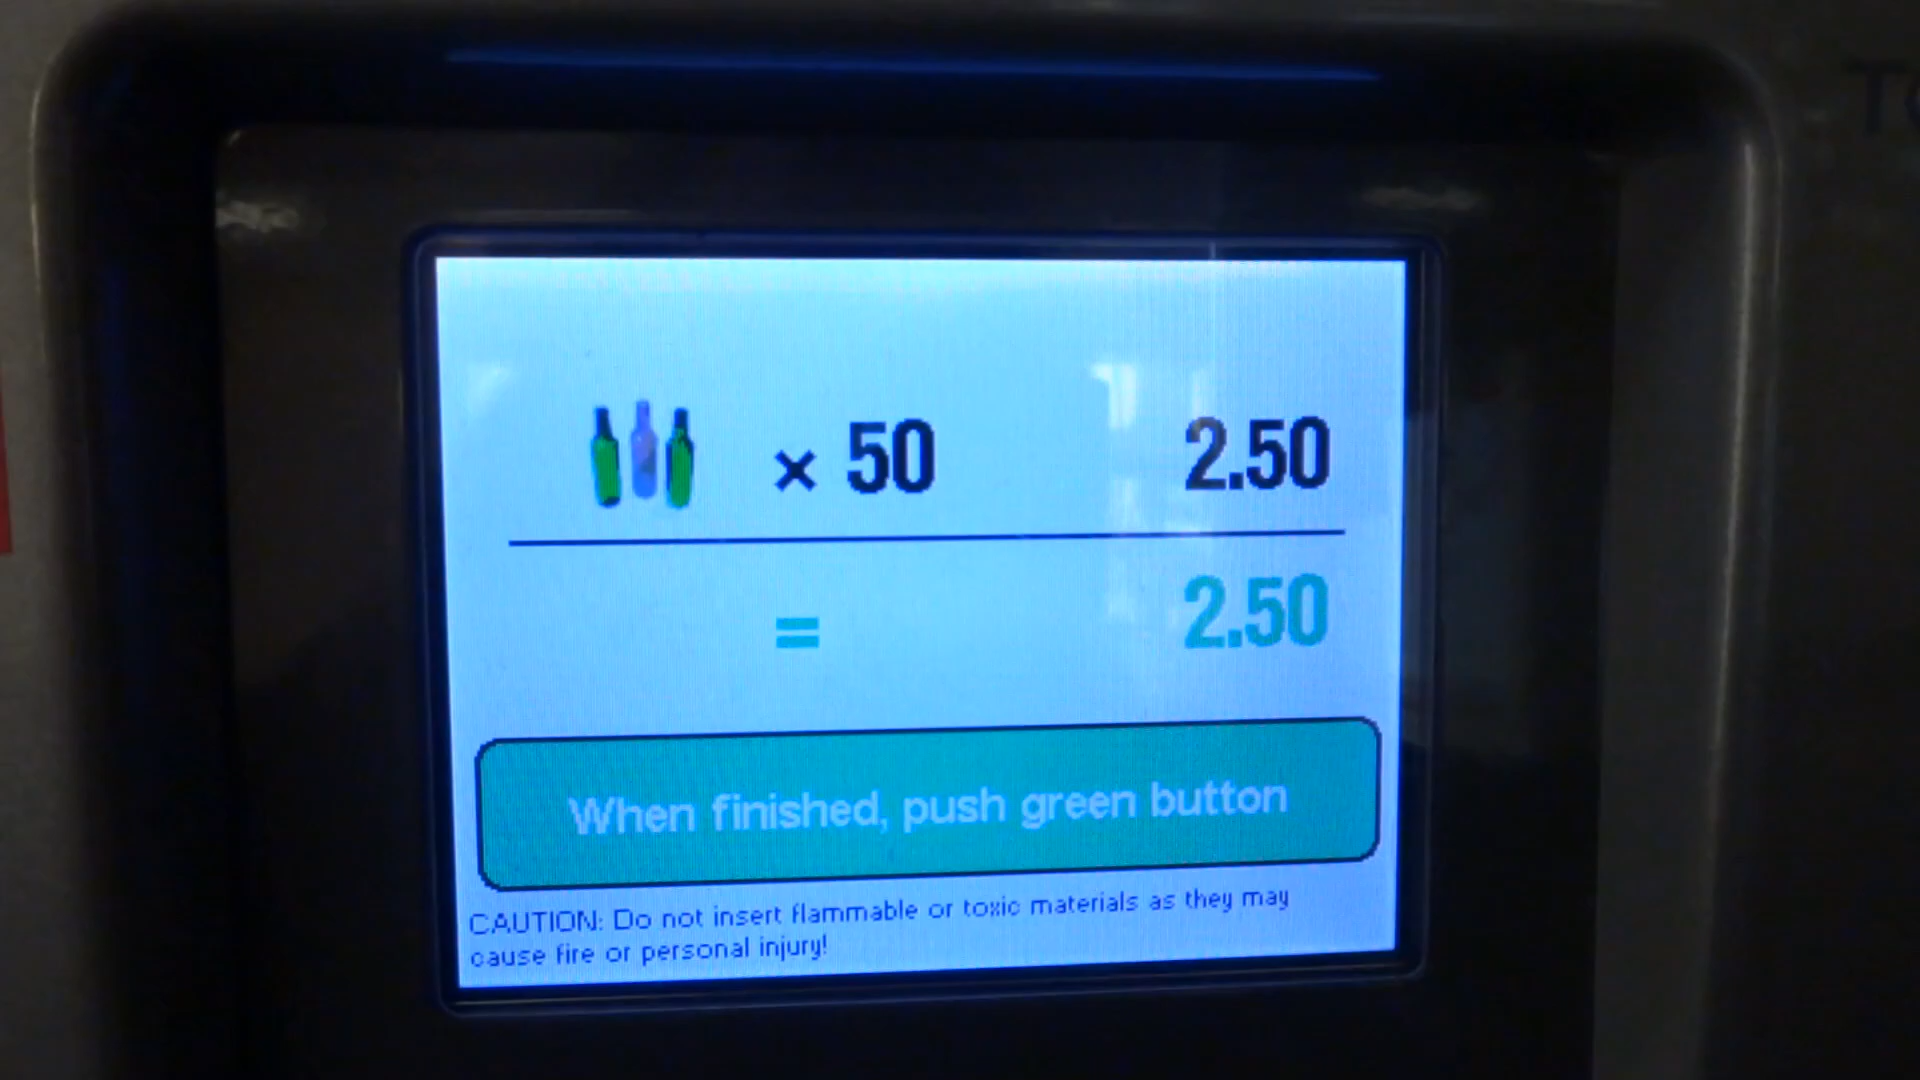 × 50 2.50
= 2.50
When finished, push green button
CAUTION: Do not insert flammable or toxic materials as they may
cause fire or personal injury!